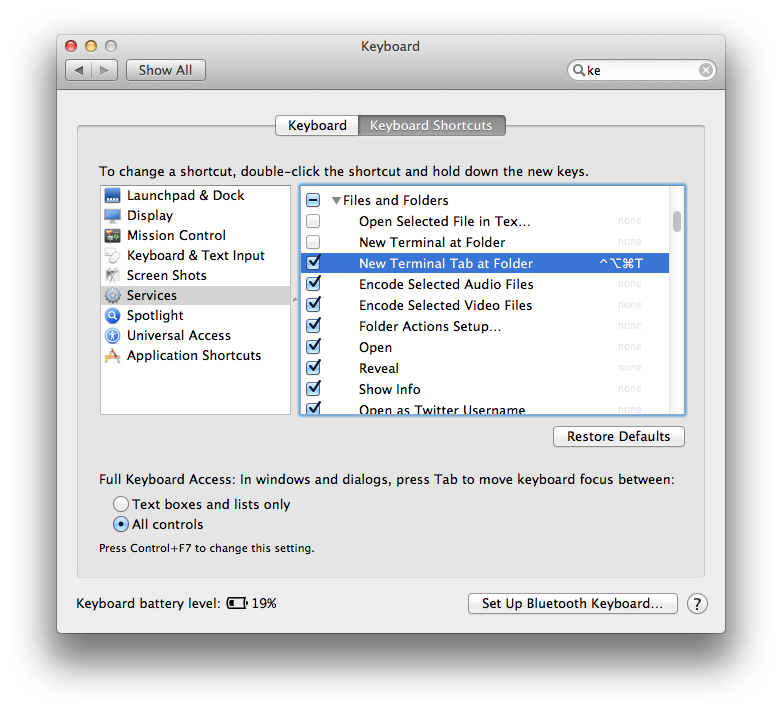 Keyboard
Show All
ke
Keyboard
Keyboard Shortcuts
To change a shortcut, double-click the shortcut and hold down the new keys.
Launchpad & Dock
Display
Mission Control
Keyboard & Text Input
Screen Shots
Services
Spotlight
Universal Access
Application Shortcuts
Files and Folders
Open Selected File in Tex... none
New Terminal at Folder none
New Terminal Tab at Folder ^⌥⌘T
Encode Selected Audio Files none
Encode Selected Video Files none
Folder Actions Setup... none
Open none
Reveal none
Show Info none
Open as Twitter Username none
Restore Defaults
Full Keyboard Access: In windows and dialogs, press Tab to move keyboard focus between:
Text boxes and lists only
All controls
Press Control+F7 to change this setting.
Keyboard battery level: 19%
Set Up Bluetooth Keyboard...
?